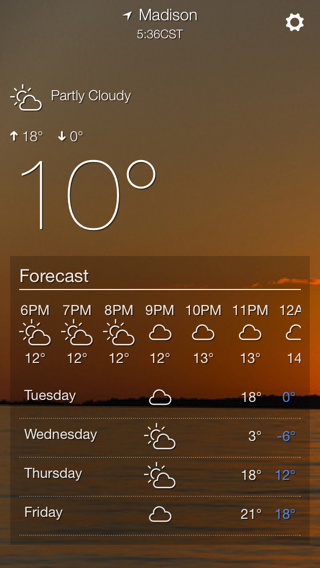 Madison
5:36CST
Partly Cloudy
18° 0°
10°
Forecast
6PM 7PM 8PM 9PM 10PM 11PM
12° 12° 12° 12° 13° 13° 14
Tuesday 18° 0°
Wednesday 3° -6°
Thursday 18° 12°
Friday 21° 18°